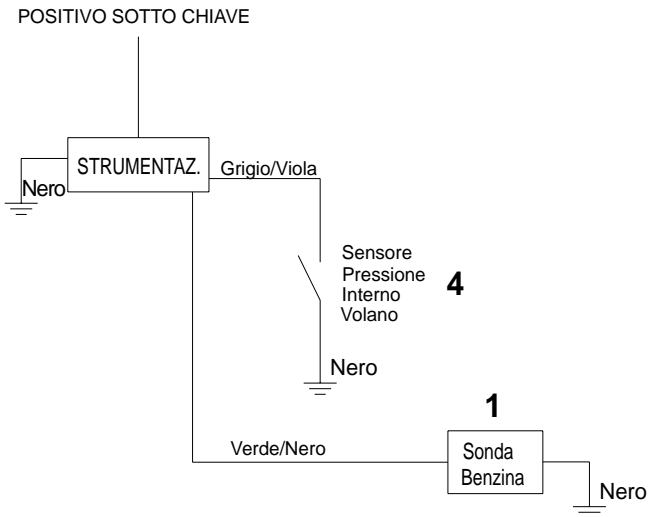 POSITIVO SOTTO CHIAVE
STRUMENTAZ.
Grigio/Viola
Nero
Sensore
Pressione
Interno
Volano
4
Nero
1
Verde/Nero
Sonda
Benzina
Nero